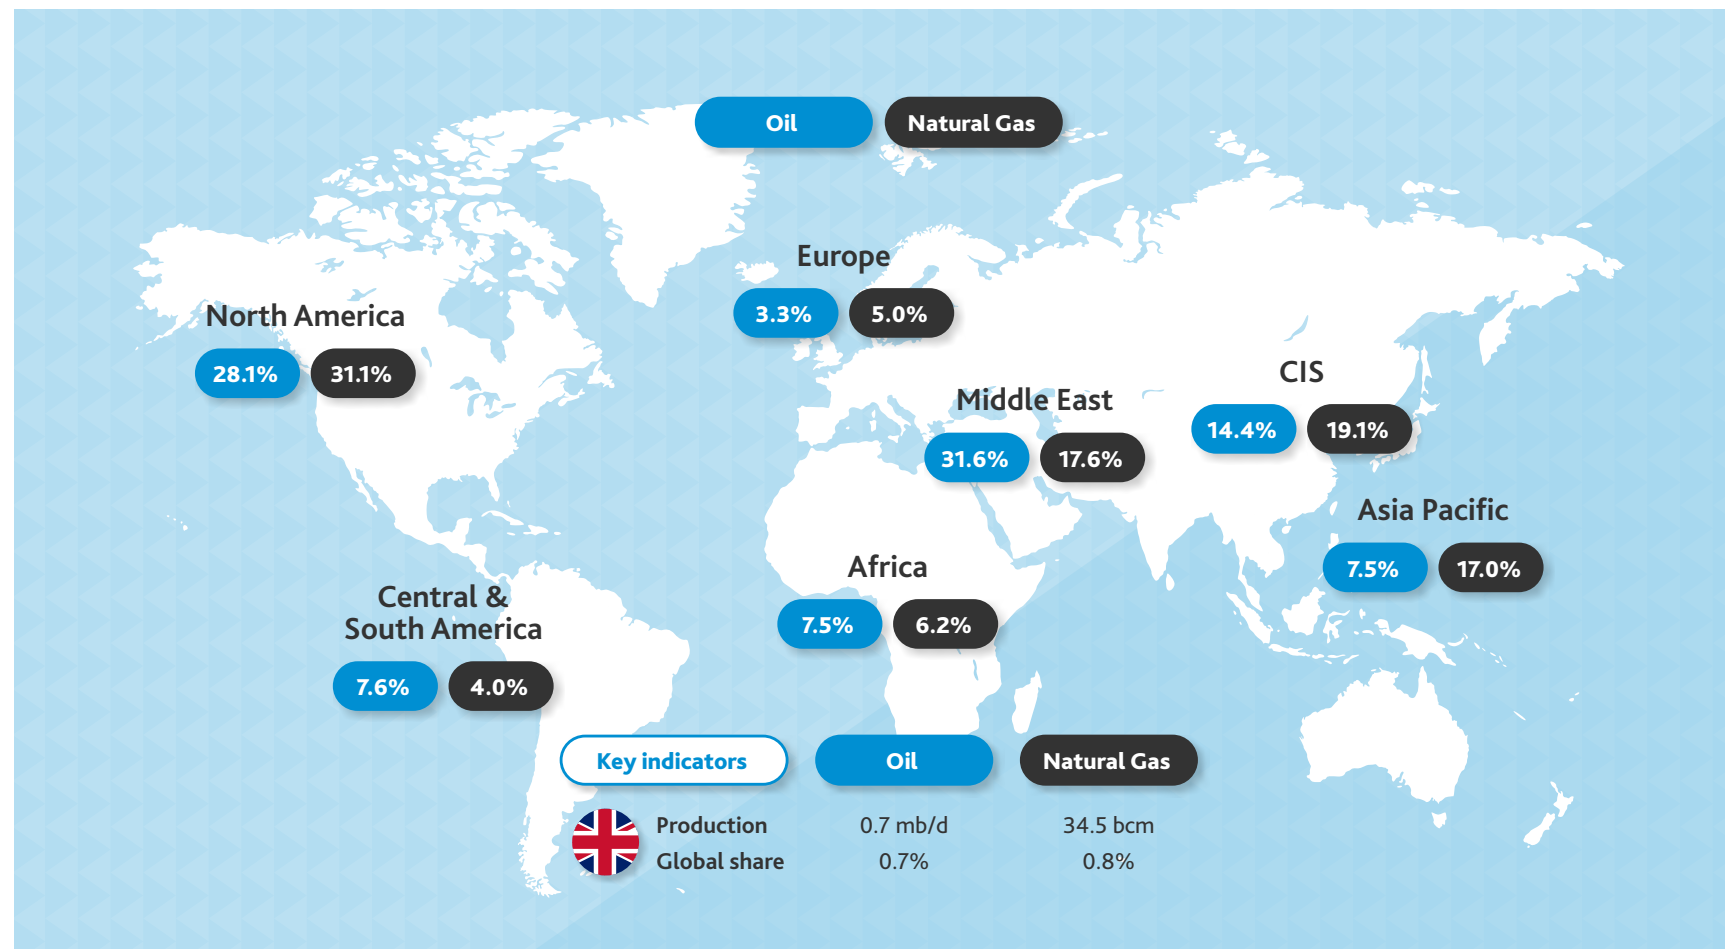 Oil Natural Gas
Europe
3.3% 5.0%
North America
28.1% 31.1%
CIS
14.4% 19.1%
Middle East
31.6% 17.6%
Asia Pacific
7.5% 17.0%
Africa
7.5% 6.2%
Central &
South America
7.6% 4.0%
Key indicators Oil Natural Gas
Production 0.7 mb/d 34.5 bcm
Global share 0.7% 0.8%